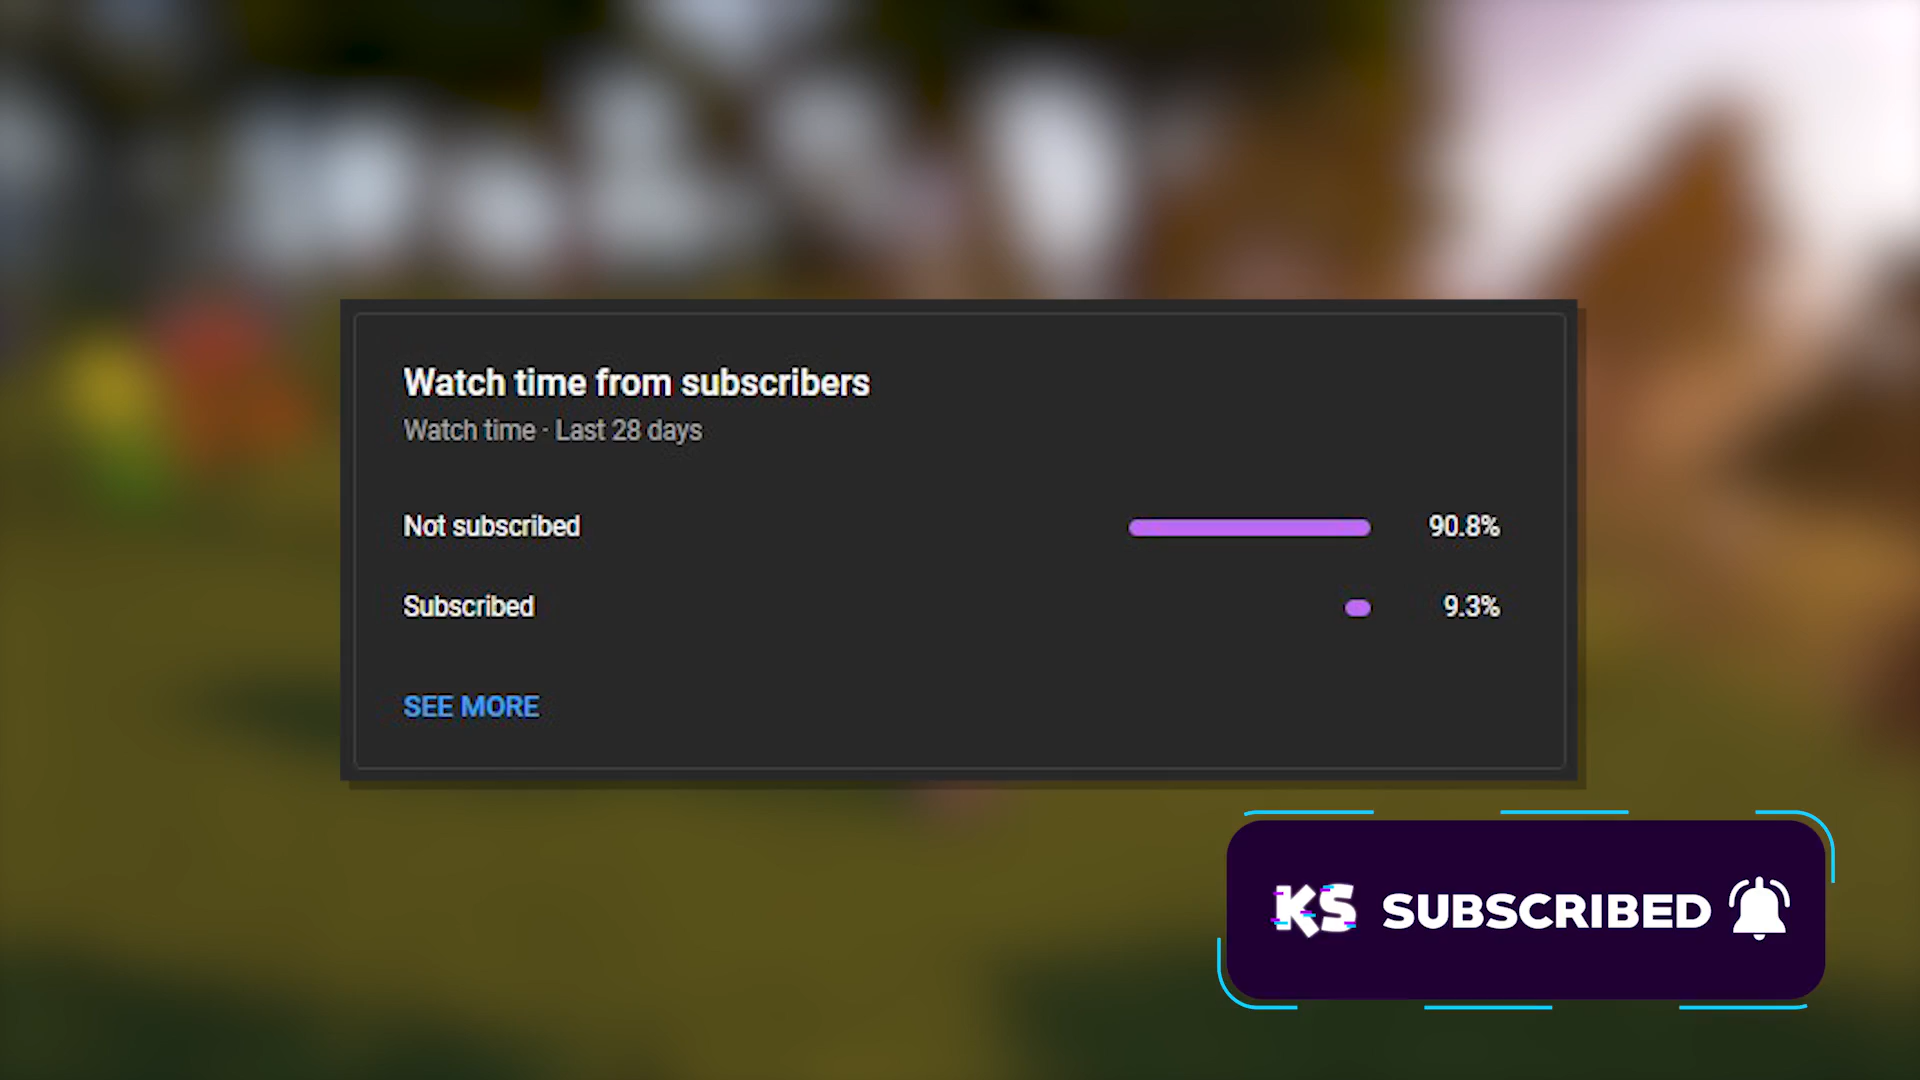 Watch time from subscribers
Watch time · Last 28 days
Not subscribed 90.8%
Subscribed 9.3%
SEE MORE
KS SUBSCRIBED